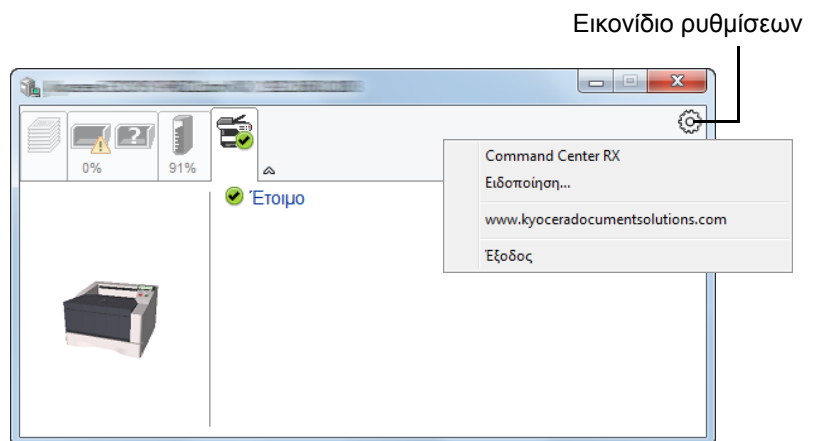 Εικονίδιο ρυθμίσεων
0%
?
91%
Command Center RX
Ειδοποίηση...
www.kyoceradocumentsolutions.com
Έξοδος
Έτοιμο